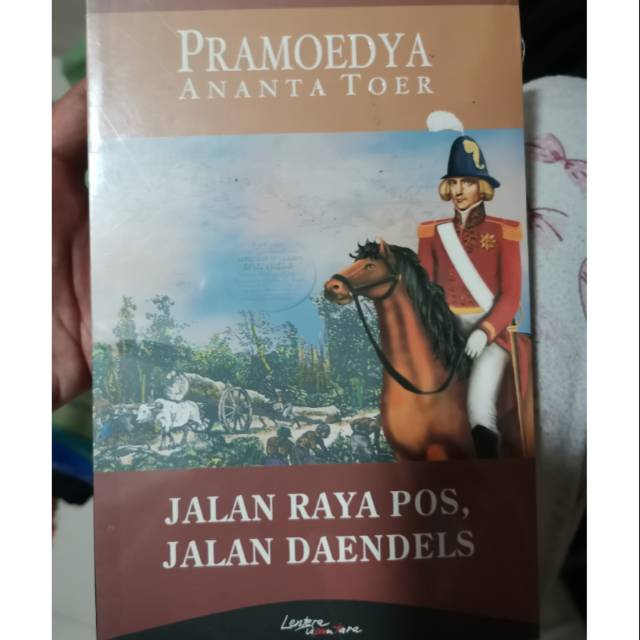 PRAMOEDYA
ANANTA TOER
JALAN RAYA POS,
JALAN DAENDELS
Lentera